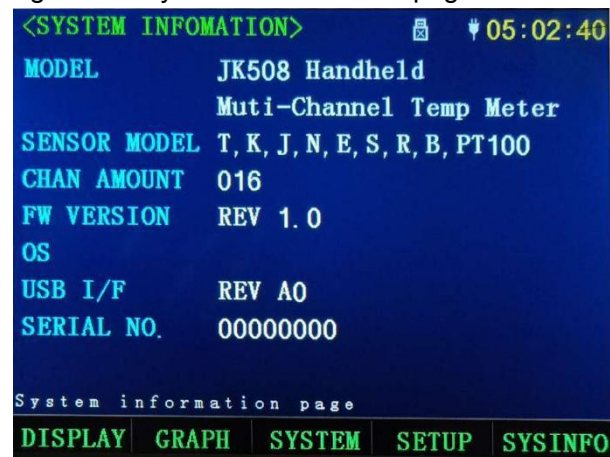 <SYSTEM INFOMATION> 05:02:40
MODEL JK508 Handheld
Muti-Channel Temp Meter
SENSOR MODEL T,K,J,N,E,S,R,B,PT100
CHAN AMOUNT 016
FW VERSION REV 1.0
OS
USB I/F REV A0
SERIAL NO. 00000000
System information page
DISPLAY GRAPH SYSTEM SETUP SYSINFO